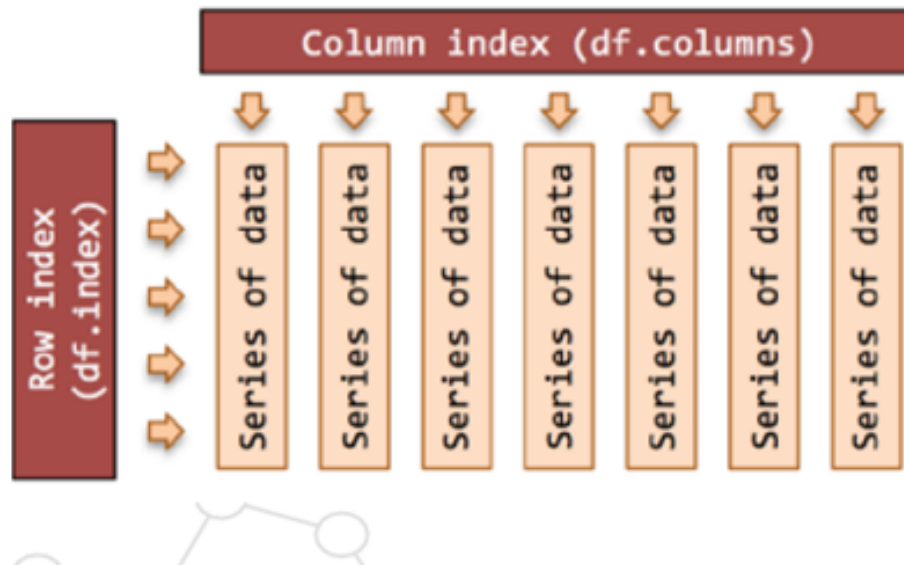 Column index (df.columns)
Row index
(df.index)
Series of data
Series of data
Series of data
Series of data
Series of data
Series of data
Series of data